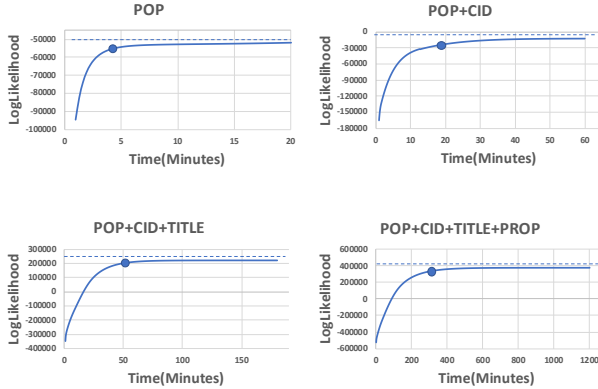 POP
LogLikelihood
-50000
-60000
-70000
-80000
-90000
-100000
0 5 10 15 20
Time(Minutes)
POP+CID
LogLikelihood
0
-30000
-60000
-90000
-120000
-150000
-180000
0 10 20 30 40 50 60
Time(Minutes)
POP+CID+TITLE
LogLikelihood
300000
200000
100000
0
-100000
-200000
-300000
-400000
0 50 100 150
Time(Minutes)
POP+CID+TITLE+PROP
LogLikelihood
600000
400000
200000
0
-200000
-400000
-600000
0 200 400 600 800 1000 1200
Time(Minutes)